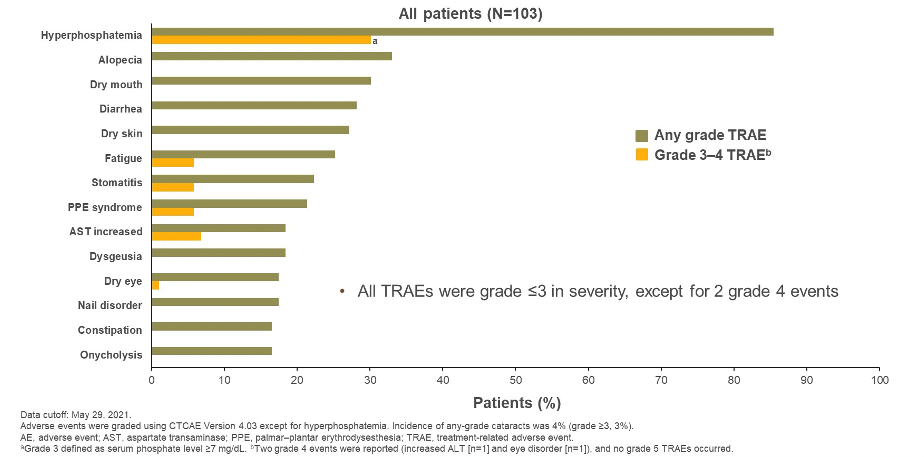 All patients (N=103)
Hyperphosphatemia
a
Alopecia
Dry mouth
Diarrhea
Dry skin
Any grade TRAE
Grade 3–4 TRAEᵇ
Fatigue
Stomatitis
PPE syndrome
AST increased
Dysgeusia
Dry eye
• All TRAEs were grade ≤3 in severity, except for 2 grade 4 events
Nail disorder
Constipation
Onycholysis
0 10 20 30 40 50 60 70 80 90 100
Patients (%)
Data cutoff: May 29, 2021.
Adverse events were graded using CTCAE Version 4.03 except for hyperphosphatemia. Incidence of any-grade cataracts was 4% (grade ≥3, 3%).
AE, adverse event; AST, aspartate transaminase; PPE, palmar–plantar erythrodysesthesia; TRAE, treatment-related adverse event.
ᵃGrade 3 defined as serum phosphate level ≥7 mg/dL. ᵇTwo grade 4 events were reported (increased ALT [n=1] and eye disorder [n=1]), and no grade 5 TRAEs occurred.